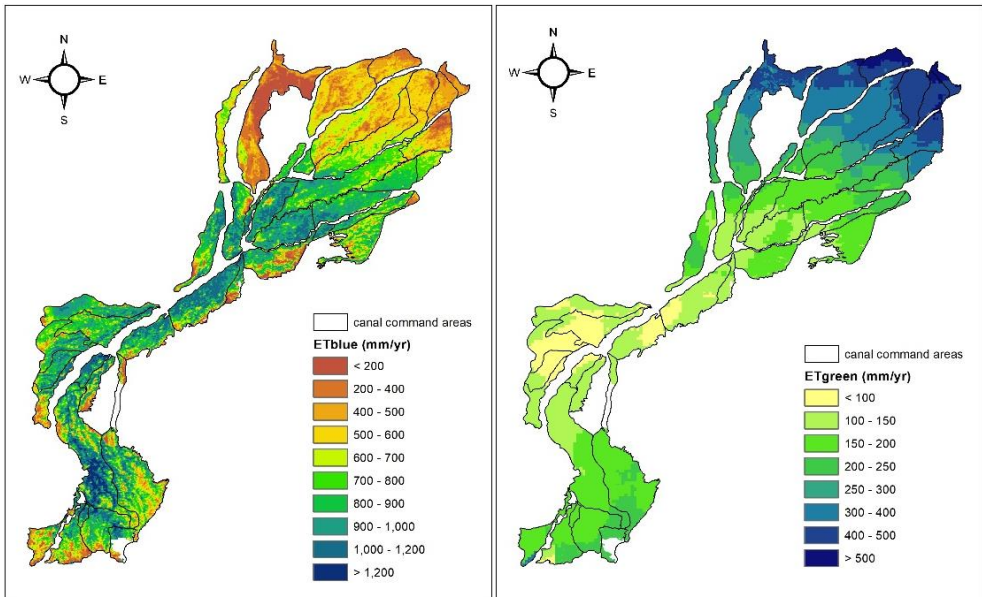 N
W E
S
canal command areas
ETblue (mm/yr)
< 200
200 - 400
400 - 500
500 - 600
600 - 700
700 - 800
800 - 900
900 - 1,000
1,000 - 1,200
> 1,200
N
W E
S
canal command areas
ETgreen (mm/yr)
< 100
100 - 150
150 - 200
200 - 250
250 - 300
300 - 400
400 - 500
> 500